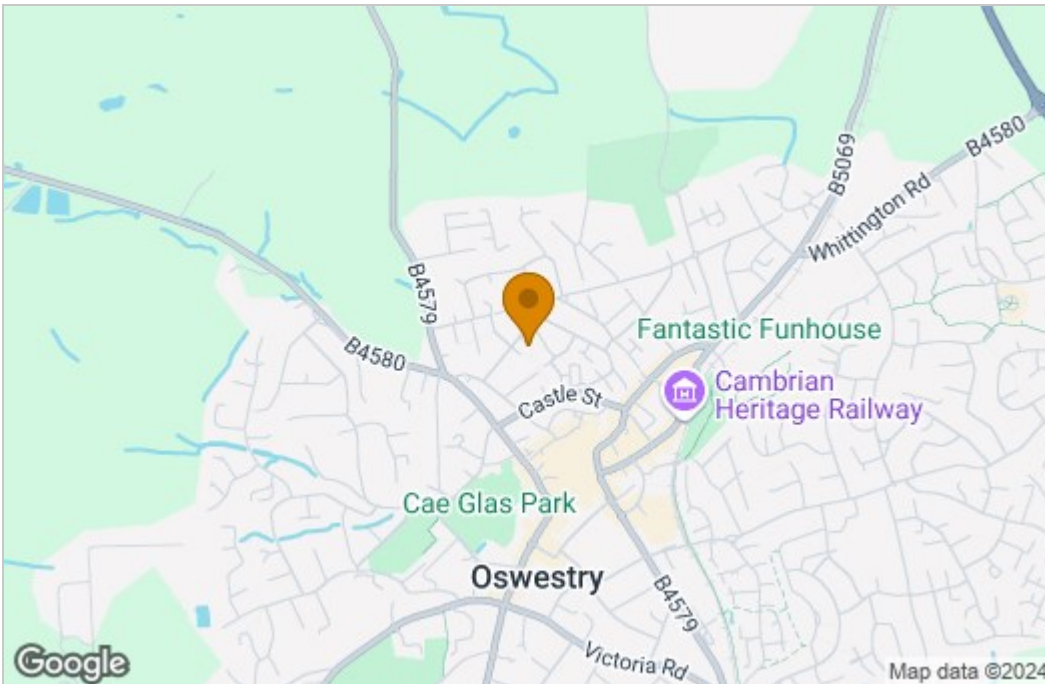 B4580
B5069
Whittington Rd
B4579
Fantastic Funhouse
B4580
Cambrian
Heritage Railway
Castle St
Cae Glas Park
Oswestry
B4579
Victoria Rd
Google
Map data ©2024